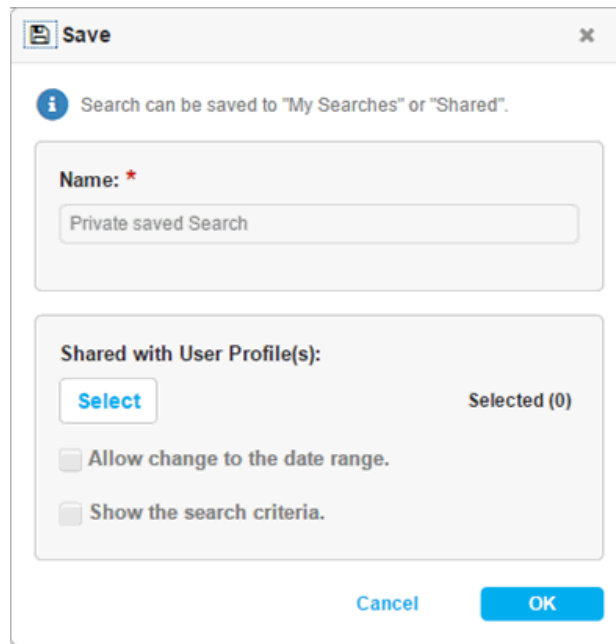 Save
Search can be saved to "My Searches" or "Shared".
Name: *
Private saved Search
Shared with User Profile(s):
Select
Selected (0)
Allow change to the date range.
Show the search criteria.
Cancel
OK